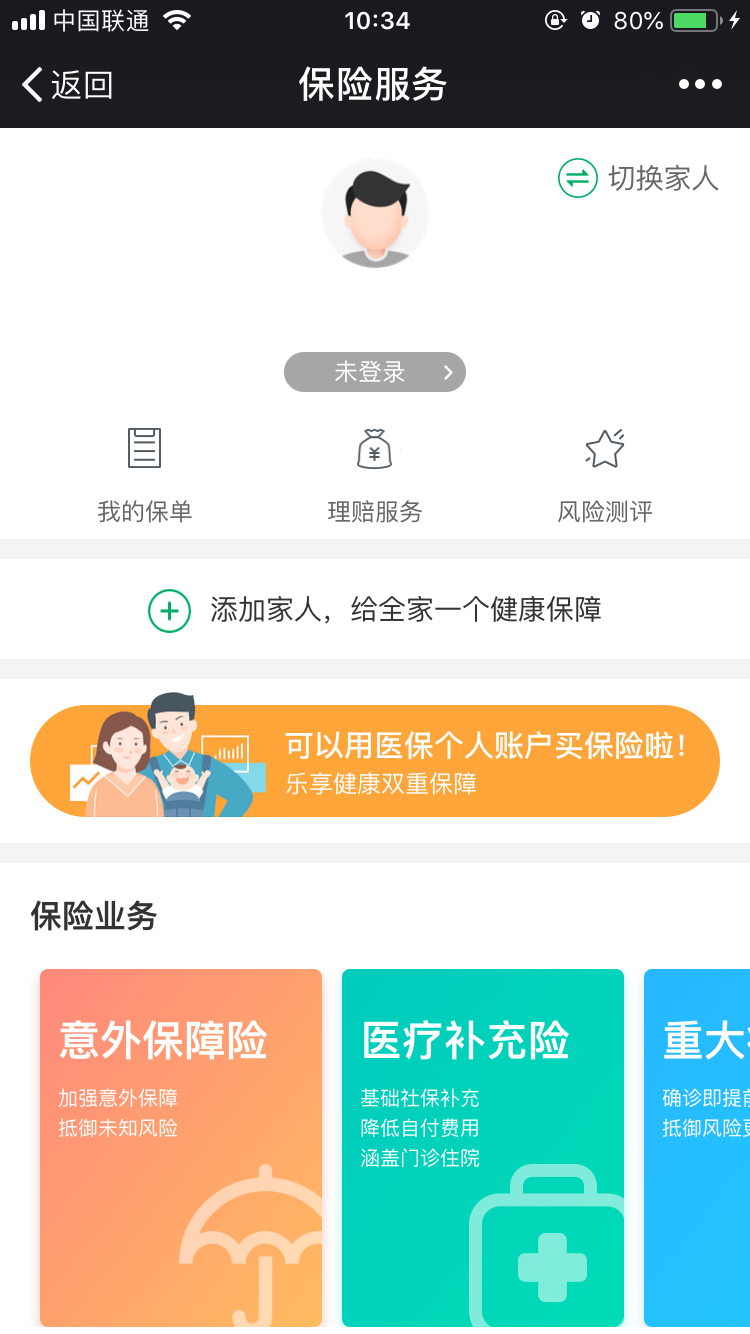 中国联通
10:34
80%
返回
保险服务
切换家人
未登录
我的保单
理赔服务
风险测评
添加家人，给全家一个健康保障
可以用医保个人账户买保险啦！
乐享健康双重保障
保险业务
意外保障险
加强意外保障
抵御未知风险
医疗补充险
基础社保补充
降低自付费用
涵盖门诊住院
重大
确诊即提前
抵御风险更